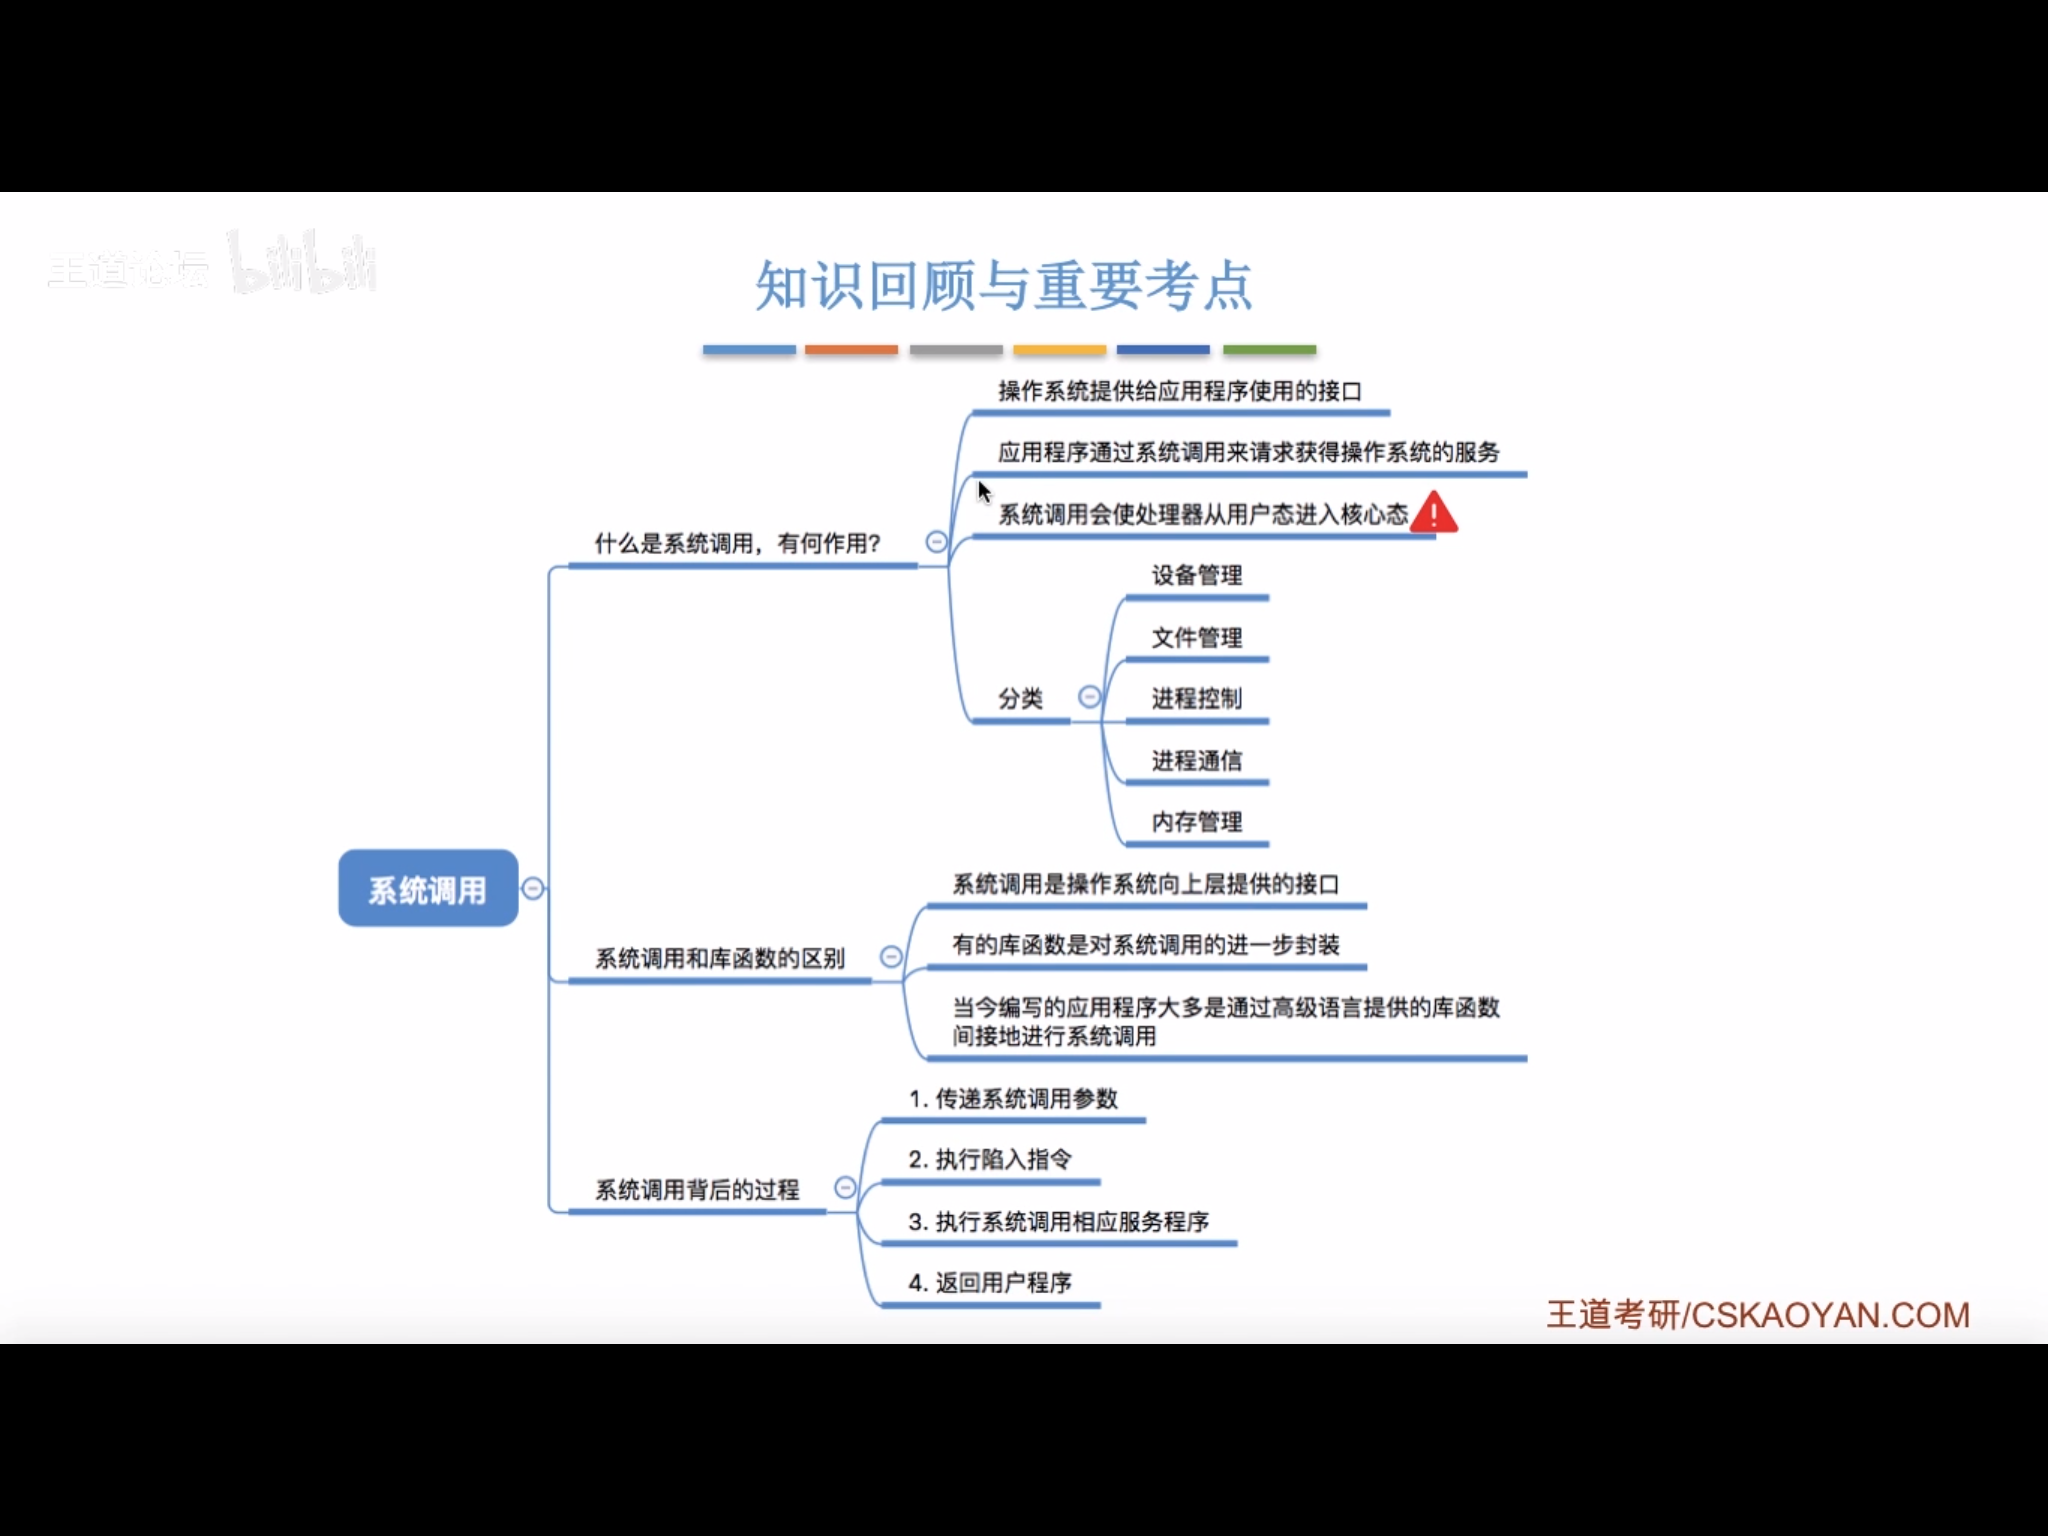 王道论坛 bilibili
知识回顾与重要考点
操作系统提供给应用程序使用的接口
应用程序通过系统调用来请求获得操作系统的服务
系统调用会使处理器从用户态进入核心态
什么是系统调用，有何作用?
设备管理
文件管理
分类
进程控制
进程通信
内存管理
系统调用
系统调用是操作系统向上层提供的接口
系统调用和库函数的区别
有的库函数是对系统调用的进一步封装
当今编写的应用程序大多是通过高级语言提供的库函数
间接地进行系统调用
1. 传递系统调用参数
2. 执行陷入指令
系统调用背后的过程
3. 执行系统调用相应服务程序
4. 返回用户程序
王道考研/CSKAOYAN.COM